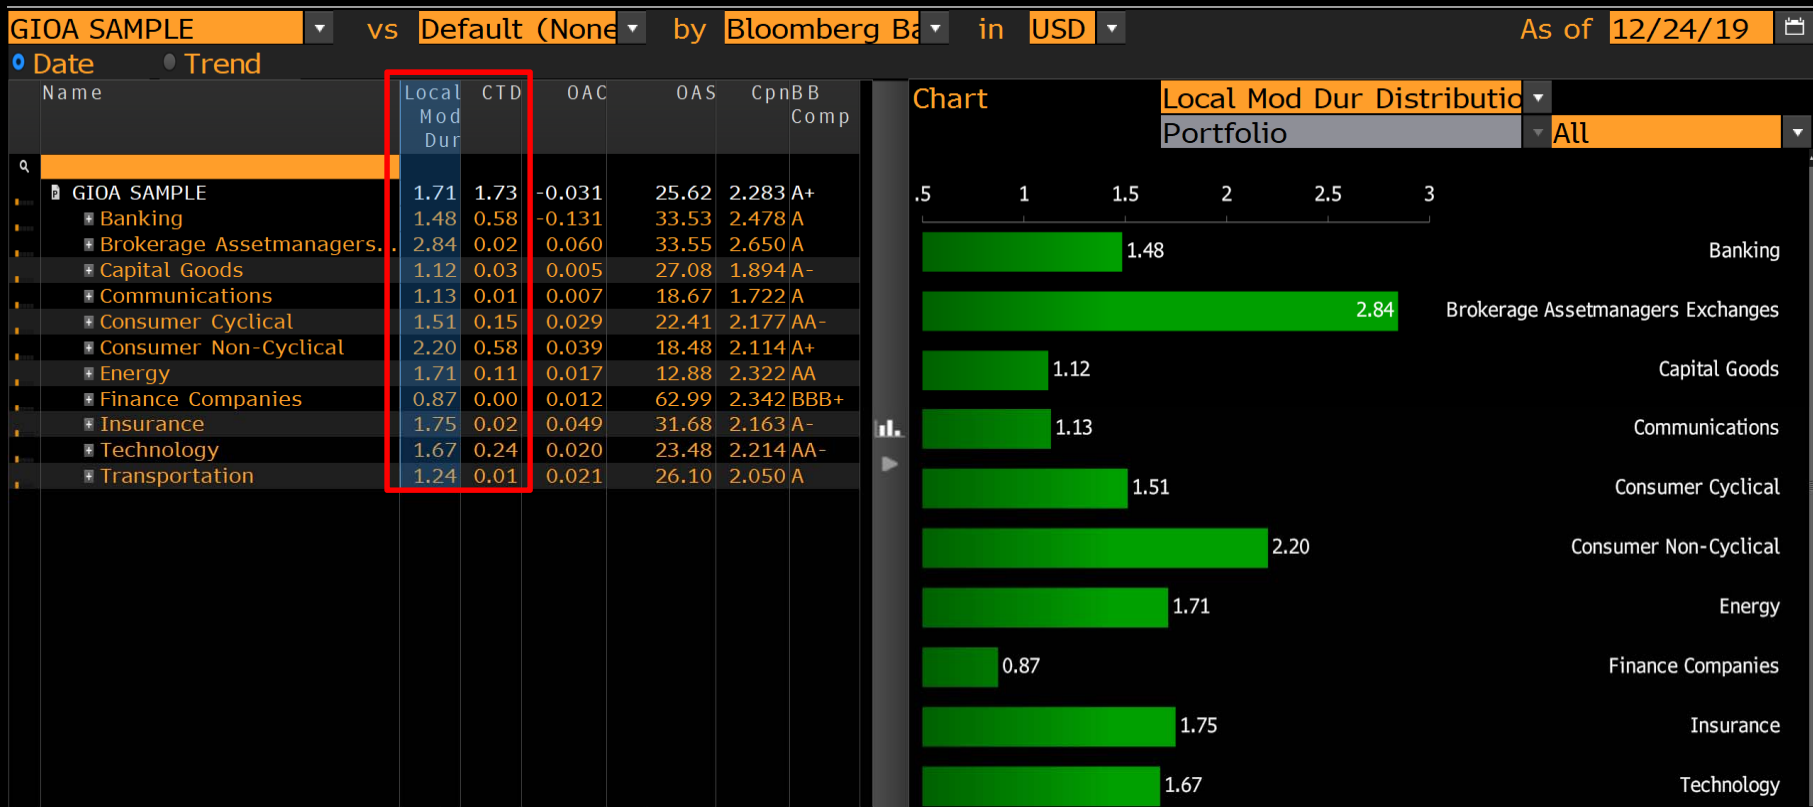 GIOA SAMPLE vs Default (None by Bloomberg Ba in USD As of 12/24/19
Date Trend
Name Local Mod Dur CTD OAC OAS Cpn BB Comp
GIOA SAMPLE 1.71 1.73 -0.031 25.62 2.283 A+
Banking 1.48 0.58 -0.131 33.53 2.478 A
Brokerage Assetmanagers... 2.84 0.02 0.060 33.55 2.650 A
Capital Goods 1.12 0.03 0.005 27.08 1.894 A-
Communications 1.13 0.01 0.007 18.67 1.722 A
Consumer Cyclical 1.51 0.15 0.029 22.41 2.177 AA-
Consumer Non-Cyclical 2.20 0.58 0.039 18.48 2.114 A+
Energy 1.71 0.11 0.017 12.88 2.322 AA
Finance Companies 0.87 0.00 0.012 62.99 2.342 BBB+
Insurance 1.75 0.02 0.049 31.68 2.163 A-
Technology 1.67 0.24 0.020 23.48 2.214 AA-
Transportation 1.24 0.01 0.021 26.10 2.050 A
Chart Local Mod Dur Distributio
Portfolio All
.5 1 1.5 2 2.5 3
1.48 Banking
2.84 Brokerage Assetmanagers Exchanges
1.12 Capital Goods
1.13 Communications
1.51 Consumer Cyclical
2.20 Consumer Non-Cyclical
1.71 Energy
0.87 Finance Companies
1.75 Insurance
1.67 Technology